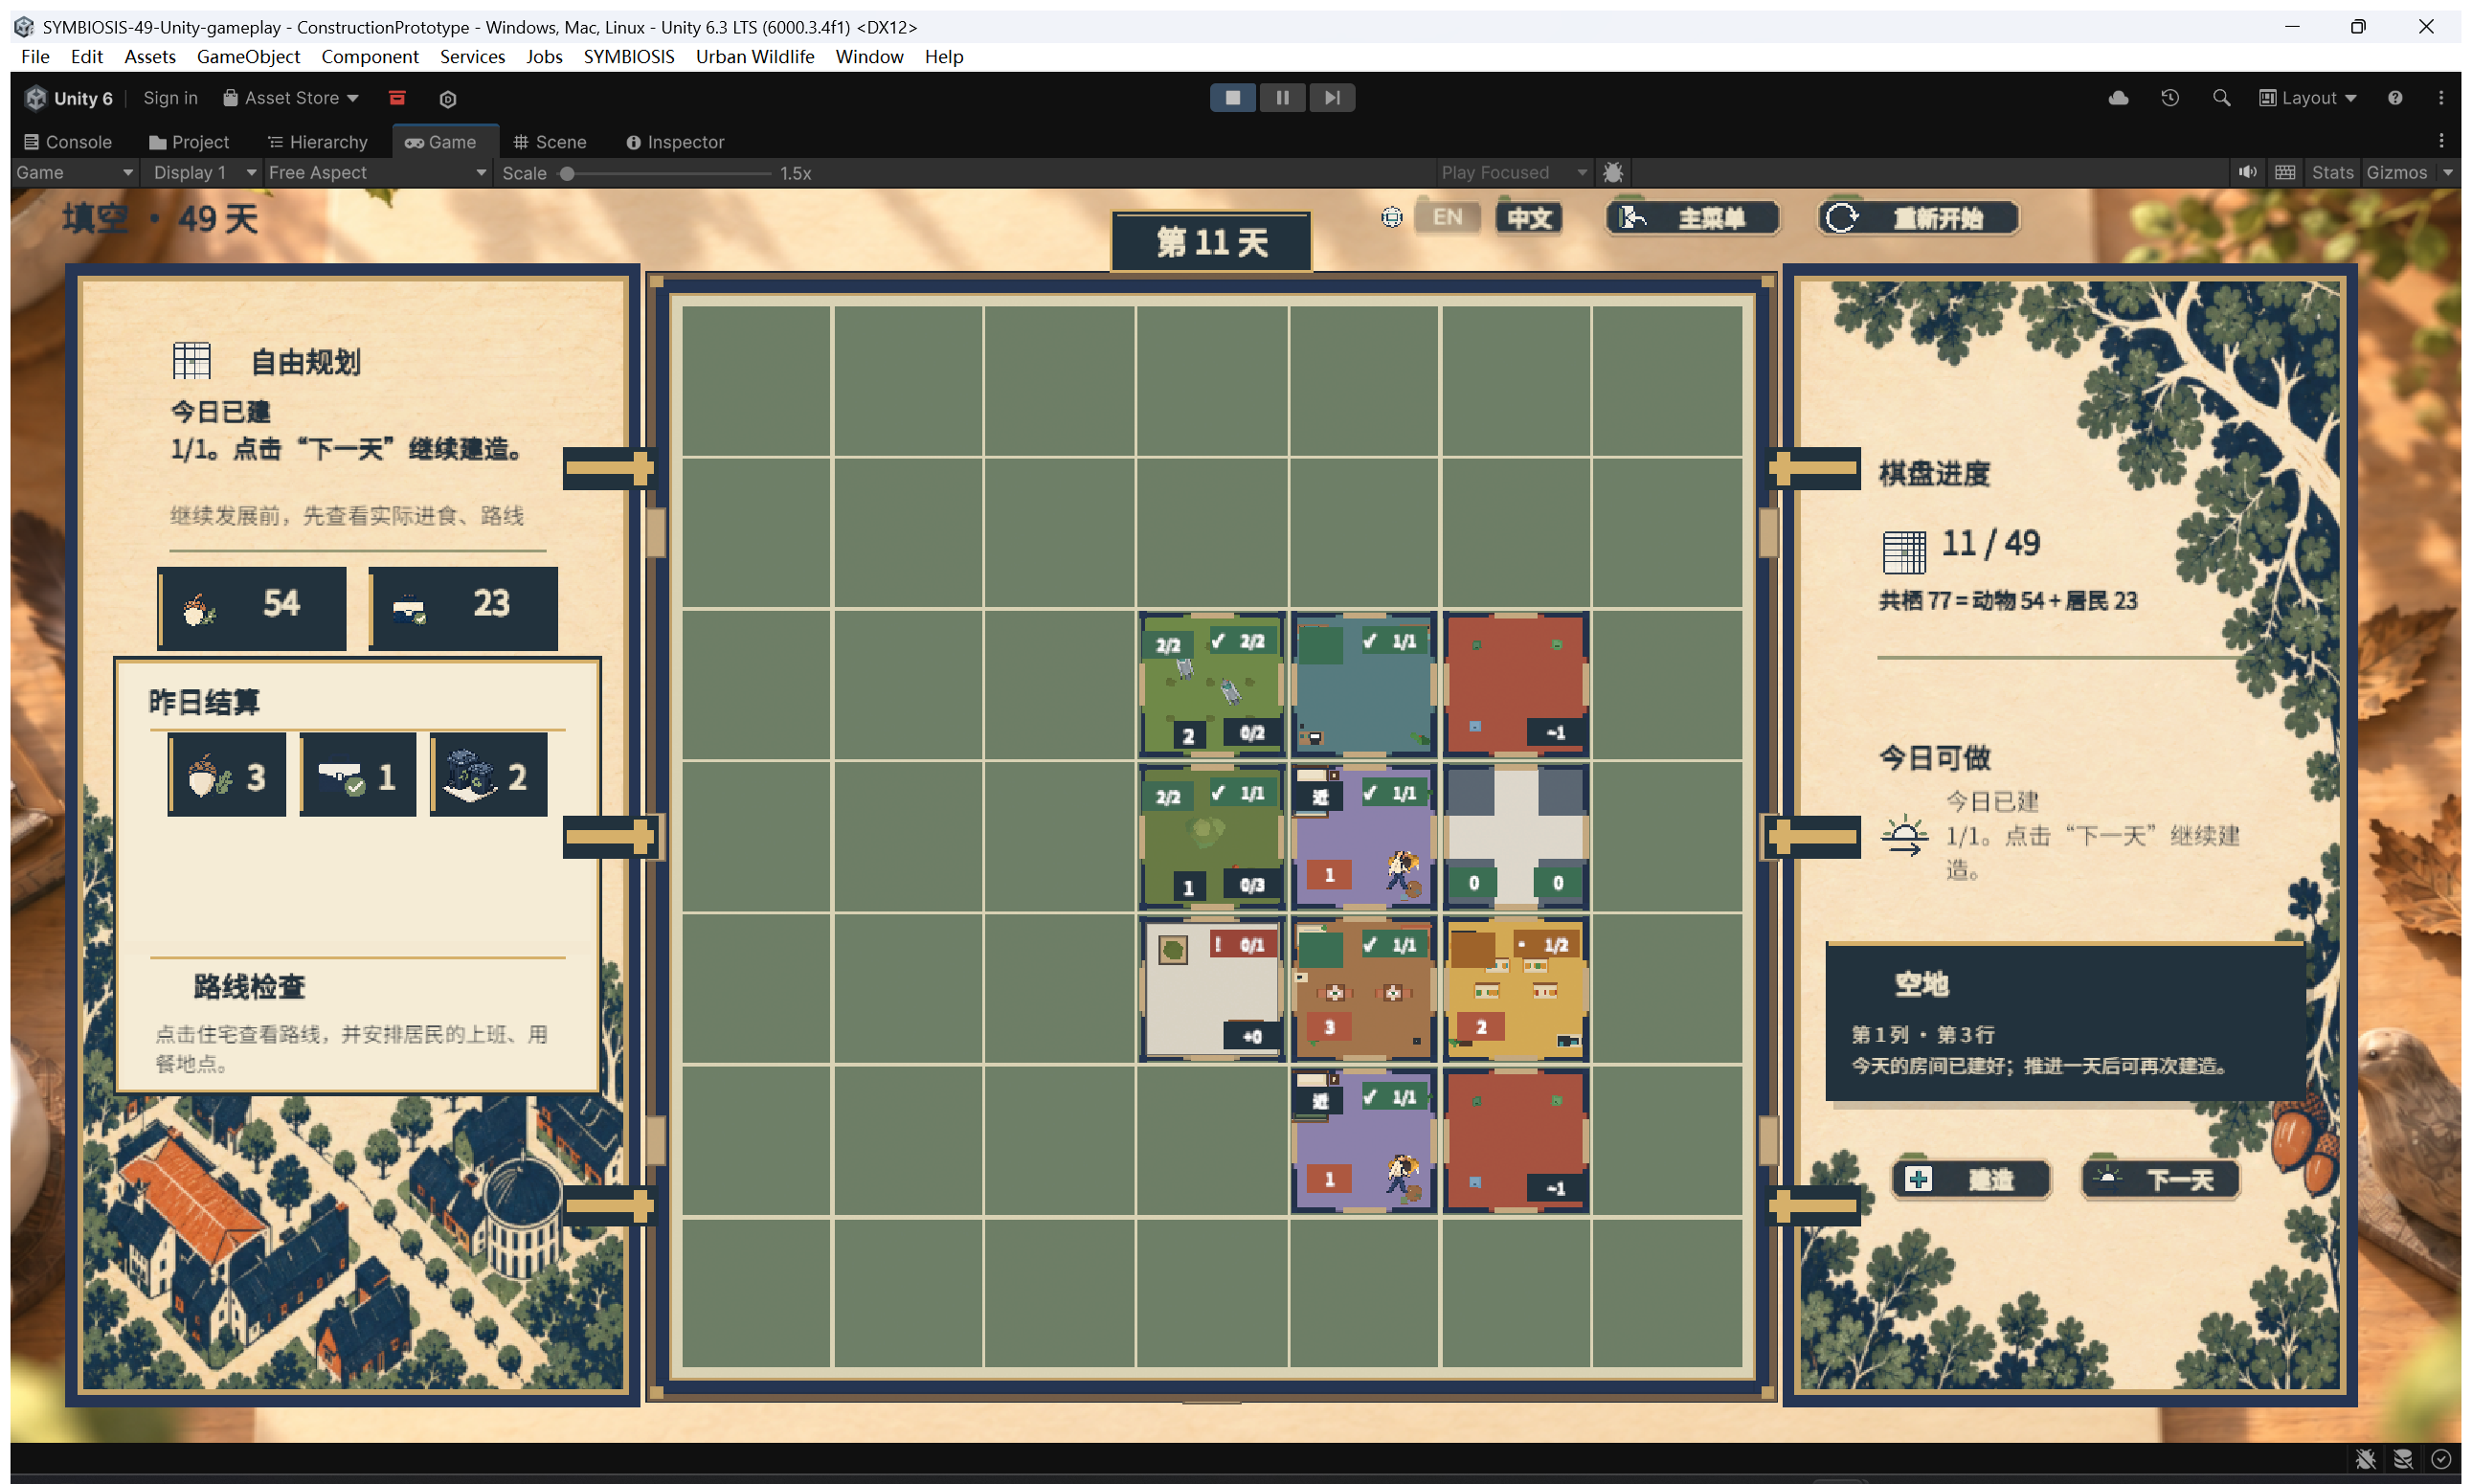 SYMBIOSIS-49-Unity-gameplay - ConstructionPrototype - Windows, Mac, Linux - Unity 6.3 LTS (6000.3.4f1) <DX12>
File Edit Assets GameObject Component Services Jobs SYMBIOSIS Urban Wildlife Window Help
Unity 6 Sign in Asset Store Layout
Console Project Hierarchy Game Scene Inspector
Game Display 1 Free Aspect Scale 1.5x Play Focused Stats Gizmos
填空 · 49 天
第 11 天
EN 中文 主菜单 重新开始
自由规划
今日已建
1/1。点击“下一天”继续建造。
继续发展前，先查看实际进食、路线
54 23
昨日结算
3 1 2
路线检查
点击住宅查看路线，并安排居民的上班、用
餐地点。
2/2 ✓ 2/2 ✓ 1/1
2 0/2 -1
2/2 ✓ 1/1 近 ✓ 1/1
1 0/3 1 0 0
! 0/1 ✓ 1/1 • 1/2
+0 3 2
近 ✓ 1/1
1 -1
棋盘进度
11 / 49
共栖 77 = 动物 54 + 居民 23
今日可做
今日已建
1/1。点击“下一天”继续建
造。
空地
第 1 列 · 第 3 行
今天的房间已建好；推进一天后可再次建造。
建造 下一天